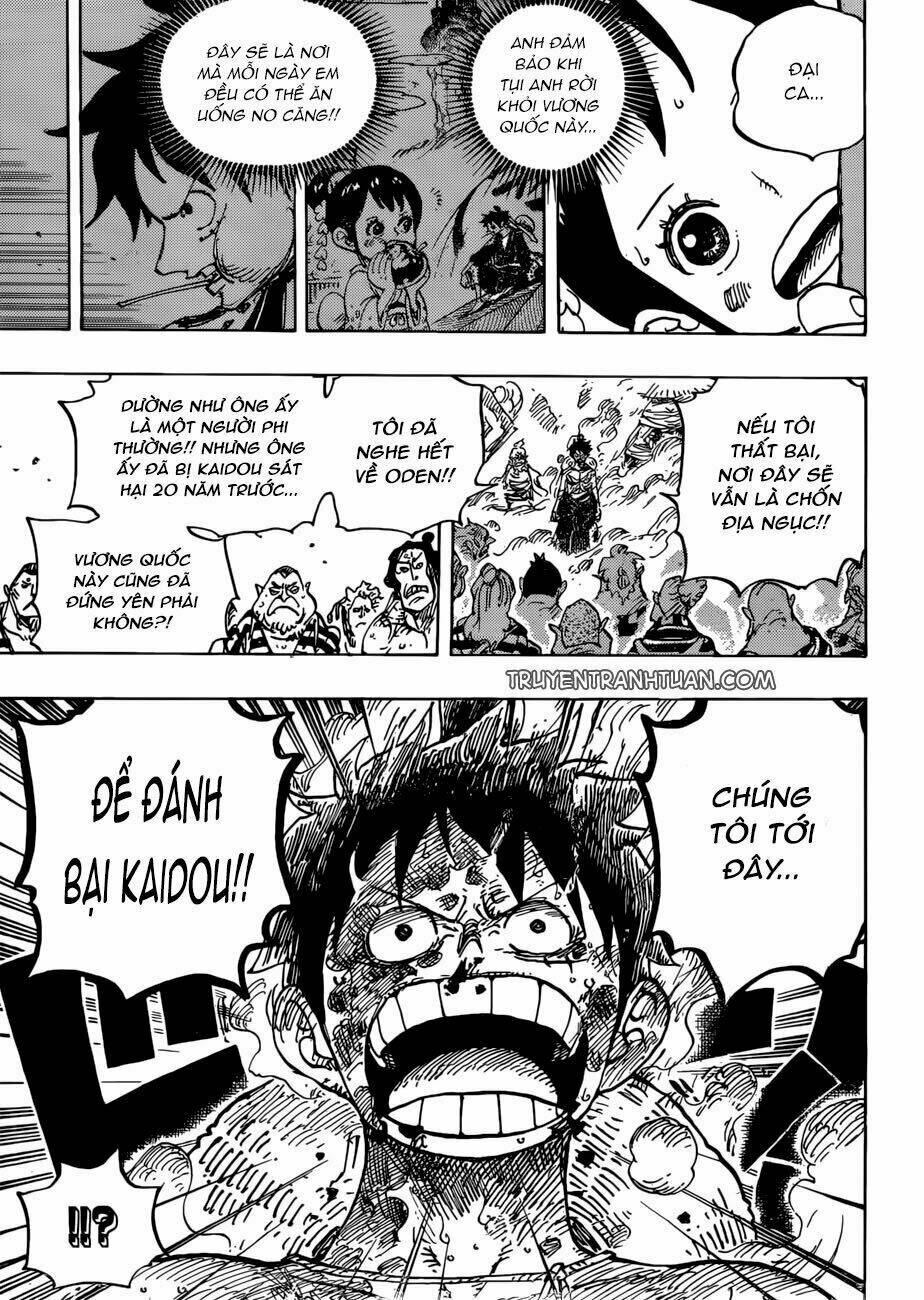 ĐẠI
CA...
ANH ĐẢM
BẢO KHI
TỤI ANH RỜI
KHỎI VƯƠNG
QUỐC NÀY...
ĐÂY SẼ LÀ NƠI
MÀ MỖI NGÀY EM
ĐỀU CÓ THỂ ĂN
UỐNG NO CĂNG!!
NẾU TÔI
THẤT BẠI,
NƠI ĐÂY SẼ
VẪN LÀ CHỐN
ĐỊA NGỤC!!
TÔI ĐÃ
NGHE HẾT
VỀ ODEN!!
DƯỜNG NHƯ ÔNG ẤY
LÀ MỘT NGƯỜI PHI
THƯỜNG!! NHƯNG ÔNG
ẤY ĐÃ BỊ KAIDOU SÁT
HẠI 20 NĂM TRƯỚC...
VƯƠNG QUỐC
NÀY CŨNG ĐÃ
ĐỨNG YÊN PHẢI
KHÔNG?!
TRUYENTRANHTUAN.COM
CHÚNG
TÔI TỚI
ĐÂY...
ĐỂ ĐÁNH
BẠI KAIDOU!!
!!?